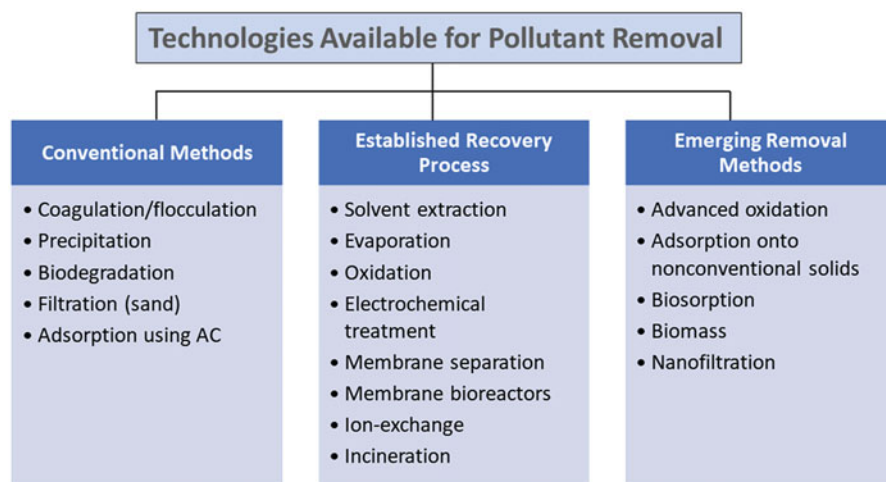 Technologies Available for Pollutant Removal
Conventional Methods
• Coagulation/flocculation
• Precipitation
• Biodegradation
• Filtration (sand)
• Adsorption using AC
Established Recovery
Process
• Solvent extraction
• Evaporation
• Oxidation
• Electrochemical
treatment
• Membrane separation
• Membrane bioreactors
• Ion-exchange
• Incineration
Emerging Removal
Methods
• Advanced oxidation
• Adsorption onto
nonconventional solids
• Biosorption
• Biomass
• Nanofiltration